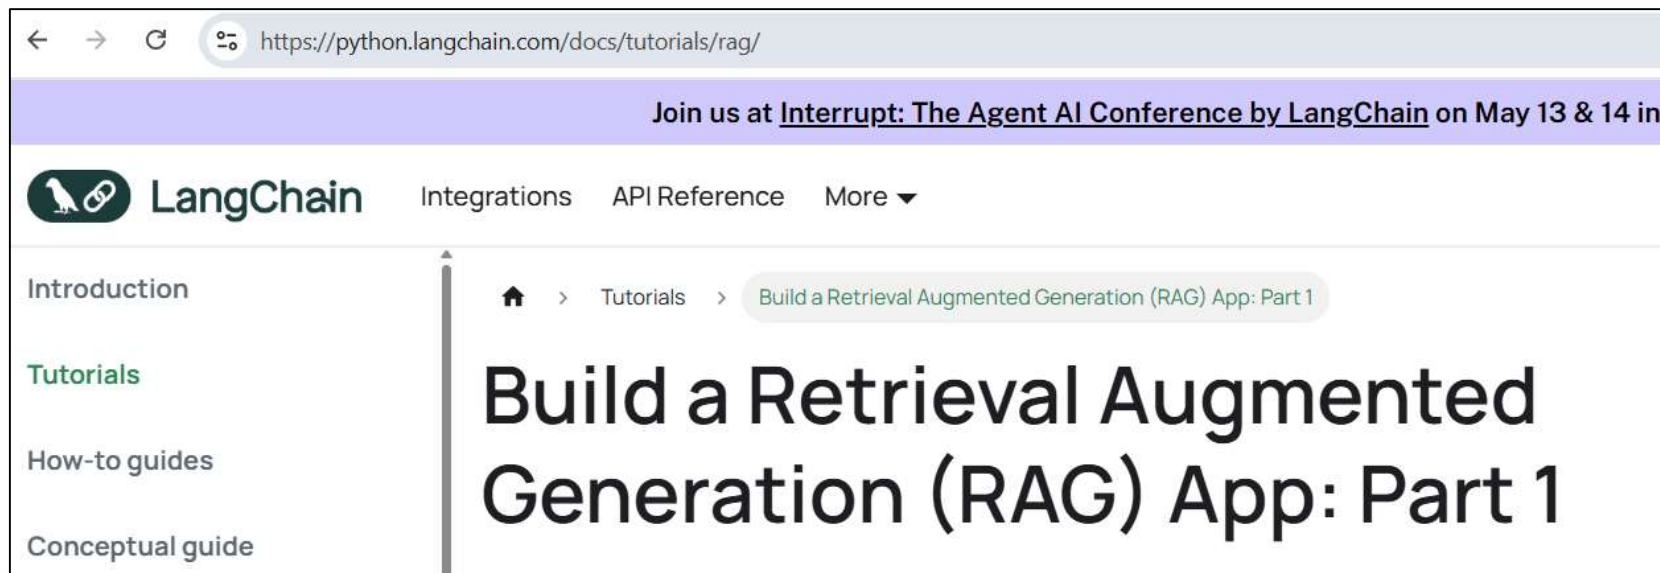 https://python.langchain.com/docs/tutorials/rag/
Join us at Interrupt: The Agent AI Conference by LangChain on May 13 & 14 in
LangChain Integrations API Reference More
Introduction
Tutorials
How-to guides
Conceptual guide
> Tutorials > Build a Retrieval Augmented Generation (RAG) App: Part 1
Build a Retrieval Augmented
Generation (RAG) App: Part 1